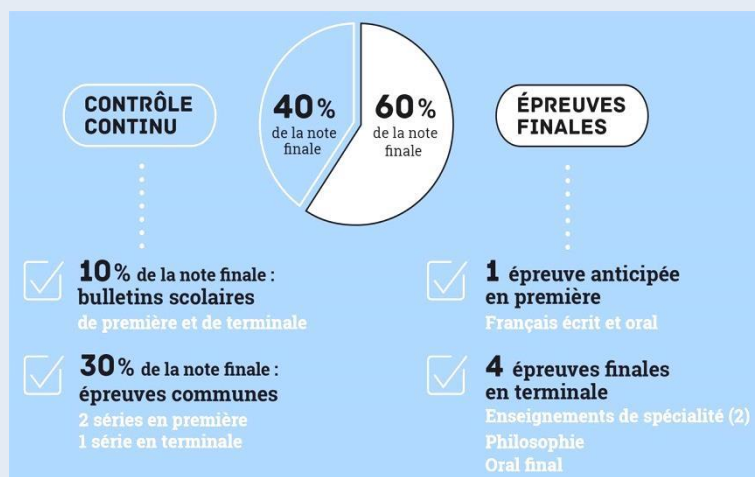 CONTRÔLE
CONTINU
40%
de la note
finale
60%
de la note
finale
ÉPREUVES
FINALES
10% de la note finale :
bulletins scolaires
de première et de terminale
30% de la note finale :
épreuves communes
2 séries en première
1 série en terminale
1 épreuve anticipée
en première
Français écrit et oral
4 épreuves finales
en terminale
Enseignements de spécialité (2)
Philosophie
Oral final